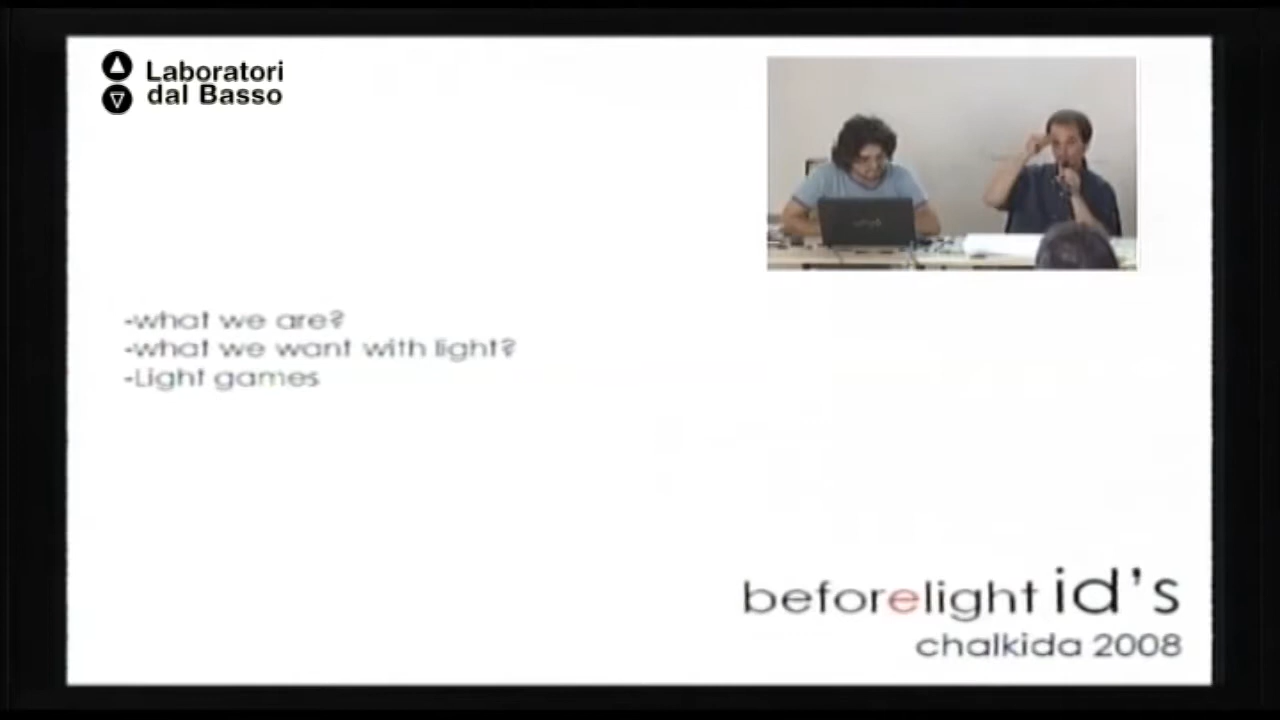 Laboratori
dal Basso
-what we are?
-what we want with light?
-Light games
beforelight id's
chalkida 2008